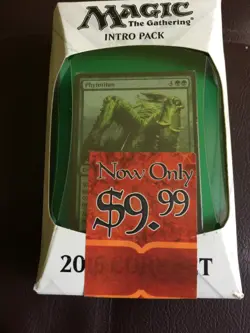 MAGIC
The Gathering
INTRO PACK
Phytotitan
Now Only
$9.99
20
T